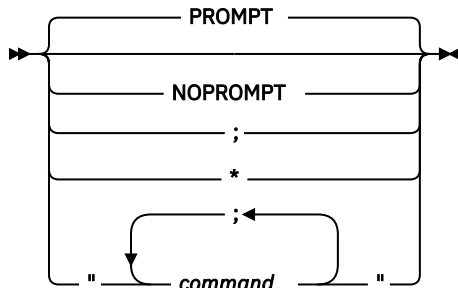 PROMPT
NOPROMPT
;
*
;
" command "